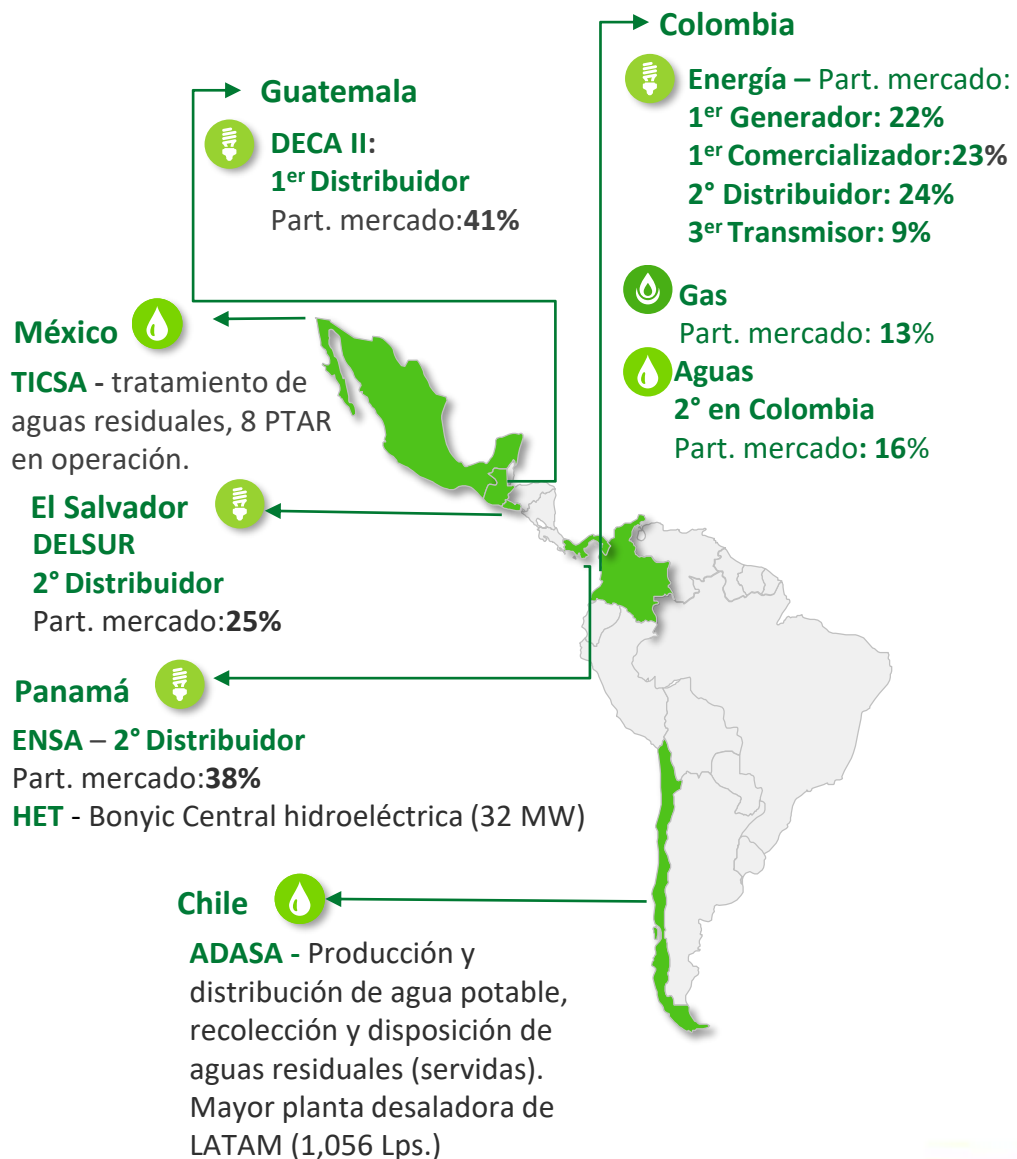 Colombia
Energía – Part. mercado:
1er Generador: 22%
1er Comercializador:23%
2° Distribuidor: 24%
3er Transmisor: 9%
Gas
Part. mercado: 13%
Aguas
2° en Colombia
Part. mercado: 16%
Guatemala
DECA II:
1er Distribuidor
Part. mercado:41%
México
TICSA - tratamiento de
aguas residuales, 8 PTAR
en operación.
El Salvador
DELSUR
2° Distribuidor
Part. mercado:25%
Panamá
ENSA – 2° Distribuidor
Part. mercado:38%
HET - Bonyic Central hidroeléctrica (32 MW)
Chile
ADASA - Producción y
distribución de agua potable,
recolección y disposición de
aguas residuales (servidas).
Mayor planta desaladora de
LATAM (1,056 Lps.)